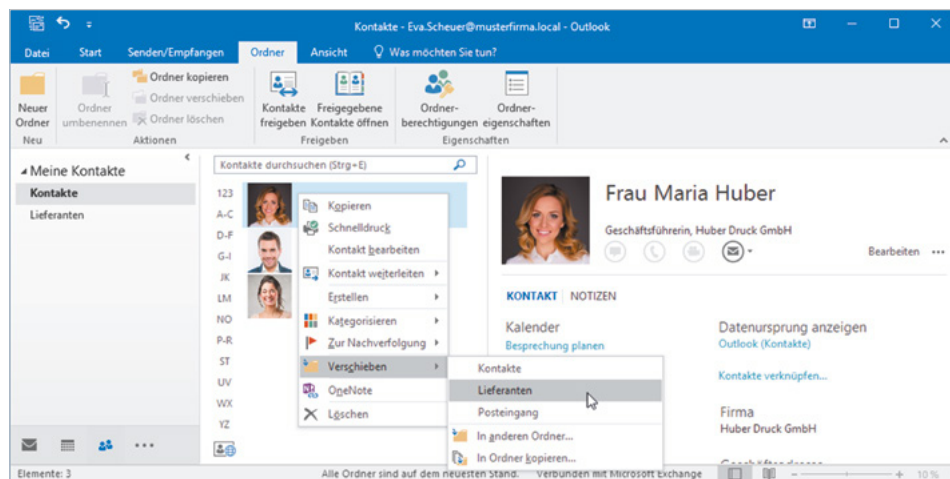 Kontakte - Eva.Scheuer@musterfirma.local - Outlook
Datei Start Senden/Empfangen Ordner Ansicht Was möchten Sie tun?
Neuer Ordner
Ordner umbenennen
Ordner kopieren
Ordner verschieben
Ordner löschen
Kontakte freigeben
Freigegebene Kontakte öffnen
Ordner-berechtigungen
Ordner-eigenschaften
Neu Aktionen Freigeben Eigenschaften
Meine Kontakte
Kontakte
Lieferanten
Kontakte durchsuchen (Strg+E)
123
A-C
D-F
G-I
JK
LM
NO
P-R
ST
UV
WX
YZ
Kopieren
Schnelldruck
Kontakt bearbeiten
Kontakt weiterleiten
Erstellen
Kategorisieren
Zur Nachverfolgung
Verschieben
OneNote
Löschen
Kontakte
Lieferanten
Posteingang
In anderen Ordner...
In Ordner kopieren...
Frau Maria Huber
Geschäftsführerin, Huber Druck GmbH
Bearbeiten
KONTAKT NOTIZEN
Kalender
Besprechung planen
Datenursprung anzeigen
Outlook (Kontakte)
Kontakte verknüpfen...
Firma
Huber Druck GmbH
Elemente: 3 Alle Ordner sind auf dem neuesten Stand. Verbunden mit Microsoft Exchange 10 %